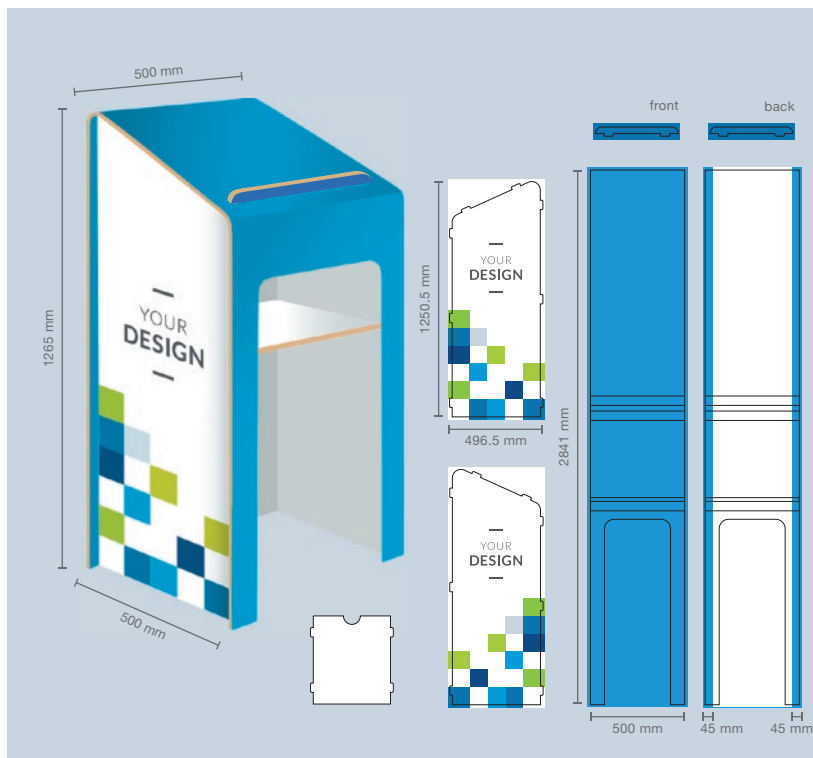 500 mm
front
back
1265 mm
YOUR
DESIGN
500 mm
1250.5 mm
YOUR
DESIGN
496.5 mm
YOUR
DESIGN
2841 mm
500 mm
45 mm
45 mm